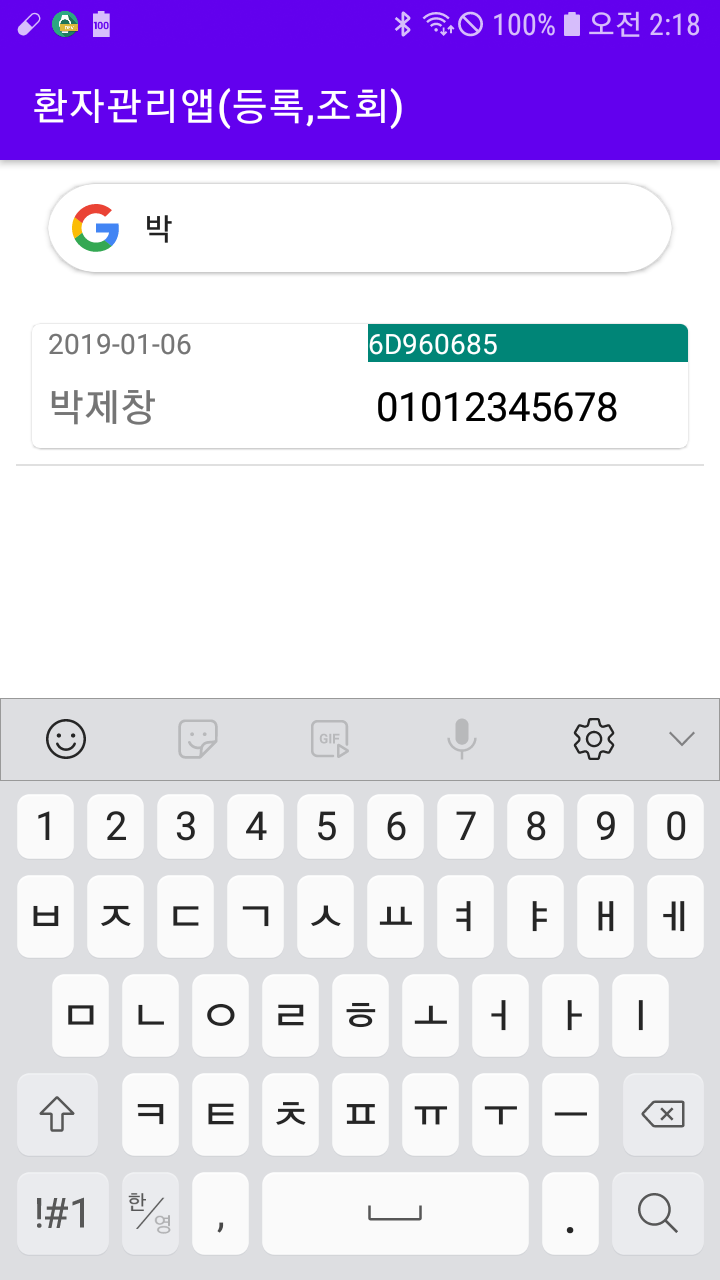 100 100% 오전 2:18
환자관리앱(등록,조회)
박
2019-01-06 6D960685
박제창 01012345678
GIF
1 2 3 4 5 6 7 8 9 0
ㅂ ㅈ ㄷ ㄱ ㅅ ㅛ ㅕ ㅑ ㅐ ㅔ
ㅁ ㄴ ㅇ ㄹ ㅎ ㅗ ㅓ ㅏ ㅣ
ㅋ ㅌ ㅊ ㅍ ㅠ ㅜ ㅡ
!#1 한/영 , .